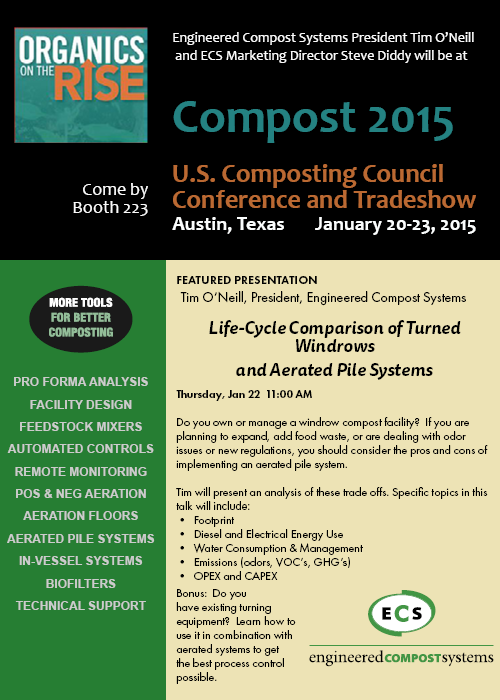 ORGANICS
ON THE
RISE
Engineered Compost Systems President Tim O'Neill
and ECS Marketing Director Steve Diddy will be at
Compost 2015
U.S. Composting Council
Conference and Tradeshow
Austin, Texas January 20-23, 2015
Come by
Booth 223
MORE TOOLS
FOR BETTER
COMPOSTING
PRO FORMA ANALYSIS
FACILITY DESIGN
FEEDSTOCK MIXERS
AUTOMATED CONTROLS
REMOTE MONITORING
POS & NEG AERATION
AERATION FLOORS
AERATED PILE SYSTEMS
IN-VESSEL SYSTEMS
BIOFILTERS
TECHNICAL SUPPORT
FEATURED PRESENTATION
Tim O'Neill, President, Engineered Compost Systems
Life-Cycle Comparison of Turned
Windrows
and Aerated Pile Systems
Thursday, Jan 22 11:00 AM
Do you own or manage a windrow compost facility? If you are
planning to expand, add food waste, or are dealing with odor
issues or new regulations, you should consider the pros and cons of
implementing an aerated pile system.
Tim will present an analysis of these trade offs. Specific topics in this
talk will include:
• Footprint
• Diesel and Electrical Energy Use
• Water Consumption & Management
• Emissions (odors, VOC's, GHG's)
• OPEX and CAPEX
Bonus: Do you
have existing turning
equipment? Learn how to
use it in combination with
aerated systems to get
the best process control
possible.
ECS
engineeredCOMPOSTsystems